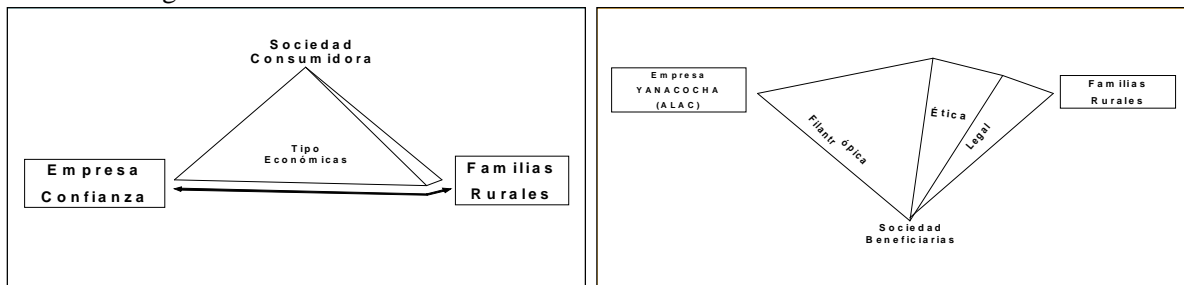 Sociedad
Consumidora
Tipo
Económicas
Empresa
Confianza
Familias
Rurales
Empresa
YANACOCHA
(ALAC)
Filantrópica
Ética
Legal
Familias
Rurales
Sociedad
Beneficiarias